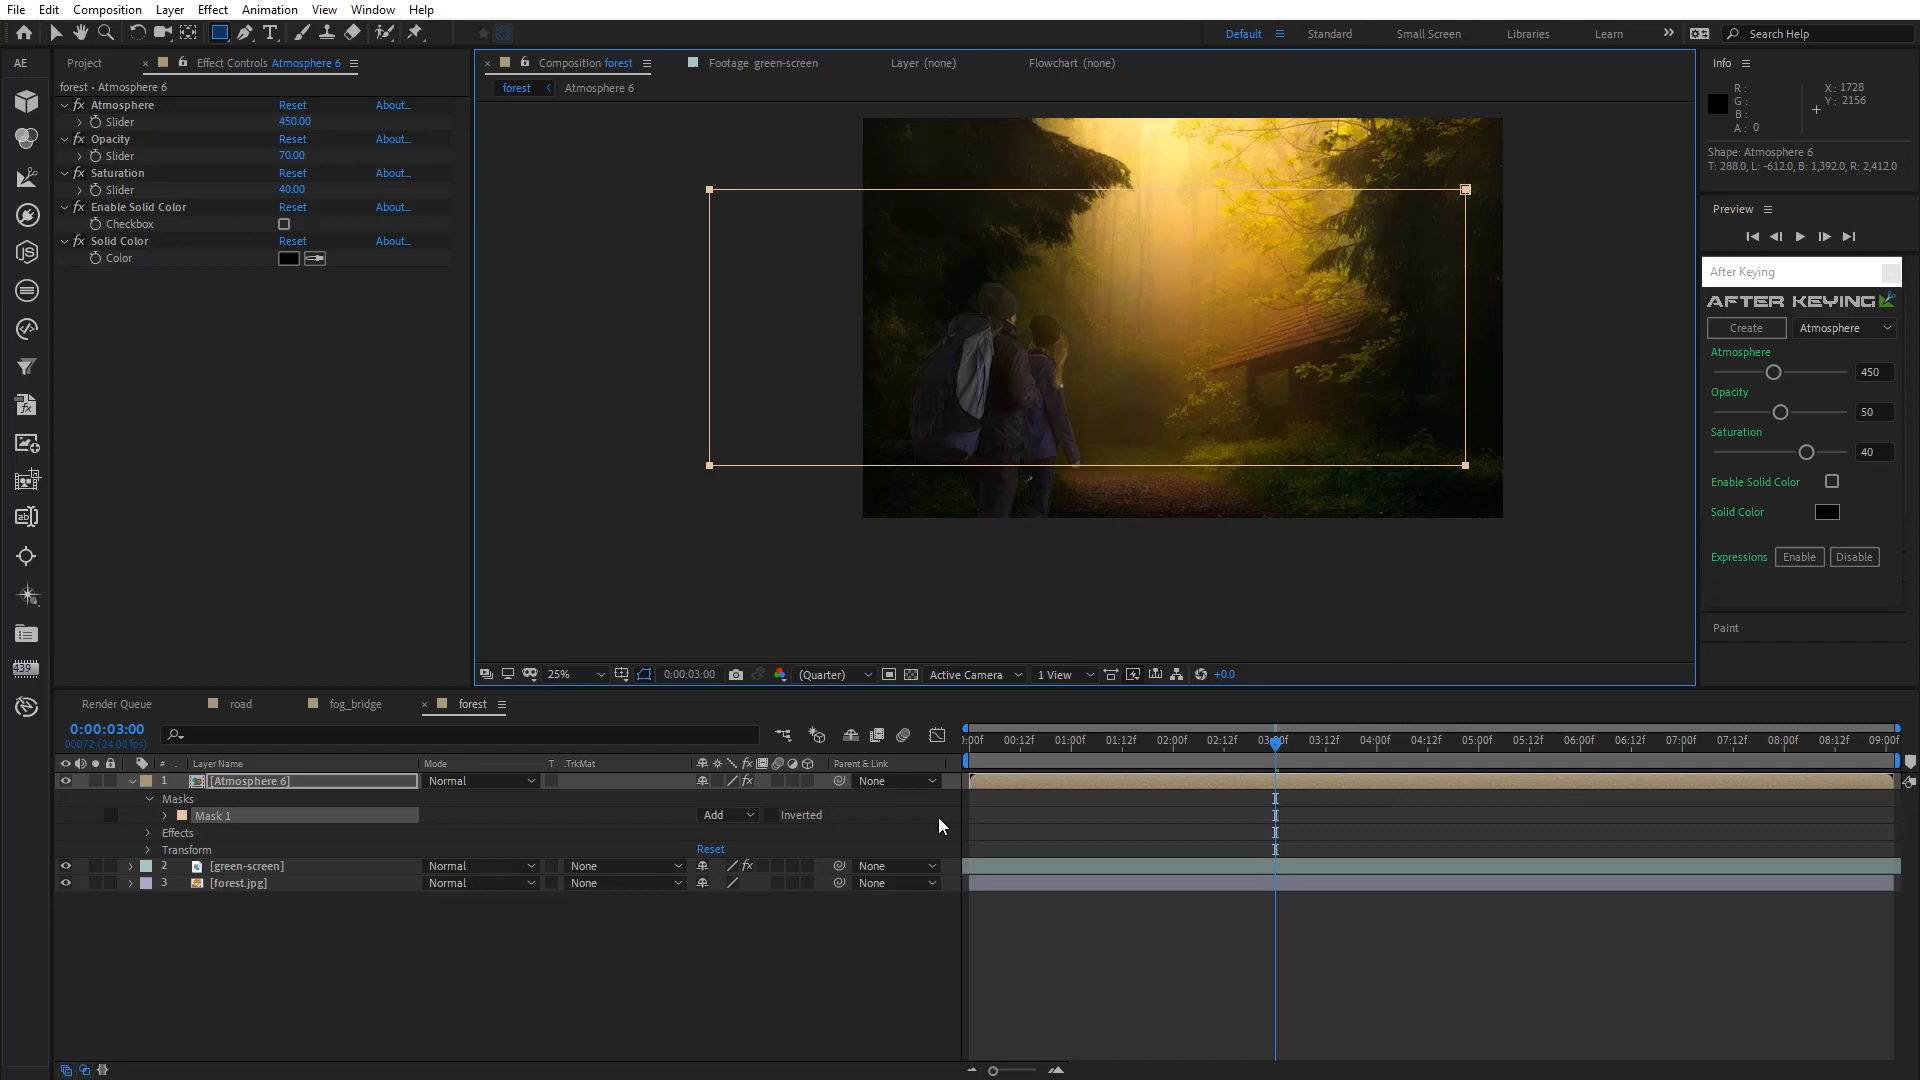 File Edit Composition Layer Effect Animation View Window Help
Default Standard Small Screen Libraries Learn Search Help
AE Project Effect Controls Atmosphere 6
forest • Atmosphere 6
fx Atmosphere Reset About...
Slider 450.00
fx Opacity Reset About...
Slider 70.00
fx Saturation Reset About...
Slider 40.00
fx Enable Solid Color Reset About...
Checkbox
fx Solid Color Reset About...
Color
Composition forest Footage green-screen Layer (none) Flowchart (none)
forest Atmosphere 6
Info
R :
G :
B :
A : 0
X : 1728
Y : 2156
Shape: Atmosphere 6
T: 288.0, L: -612.0, B: 1,392.0, R: 2,412.0
Preview
After Keying
AFTER KEYING
Create Atmosphere
Atmosphere
450
Opacity
50
Saturation
40
Enable Solid Color
Solid Color
Expressions Enable Disable
Paint
25% 0:00:03:00 (Quarter) Active Camera 1 View +0.0
Render Queue road fog_bridge forest
0:00:03:00
00072 (24.00 fps)
:00f 00:12f 01:00f 01:12f 02:00f 02:12f 03:00f 03:12f 04:00f 04:12f 05:00f 05:12f 06:00f 06:12f 07:00f 07:12f 08:00f 08:12f 09:00f
# Layer Name Mode T .TrkMat fx Parent & Link
1 [Atmosphere 6] Normal fx None
Masks
Mask 1 Add Inverted
Effects
Transform Reset
2 [green-screen] Normal None fx None
3 [forest.jpg] Normal None None